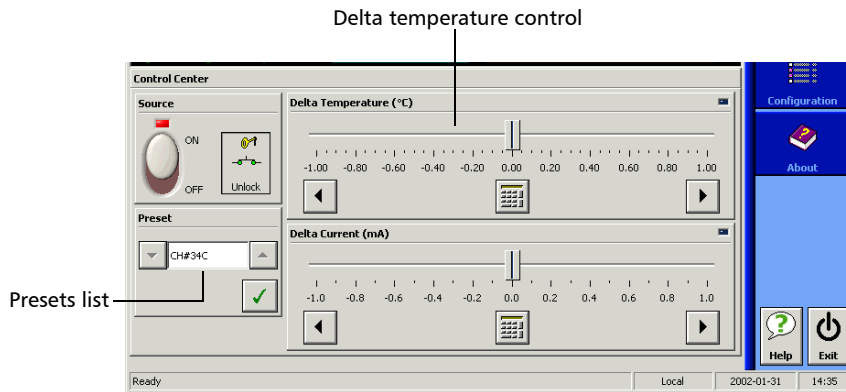 Delta temperature control
Control Center
Source
ON
OFF
Unlock
Preset
CH#34C
Presets list
Delta Temperature (°C)
-1.00 -0.80 -0.60 -0.40 -0.20 0.00 0.20 0.40 0.60 0.80 1.00
Delta Current (mA)
-1.0 -0.8 -0.6 -0.4 -0.2 0.0 0.2 0.4 0.6 0.8 1.0
Configuration
About
Help Exit
Ready Local 2002-01-31 14:35